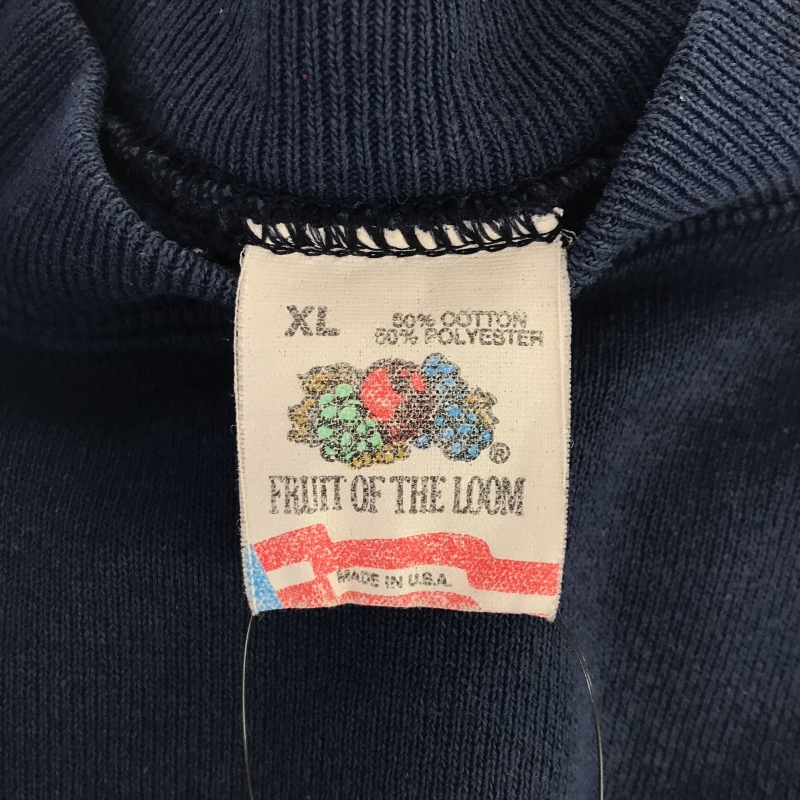 XL
50% COTTON
50% POLYESTER
®
FRUIT OF THE LOOM
MADE IN U.S.A.